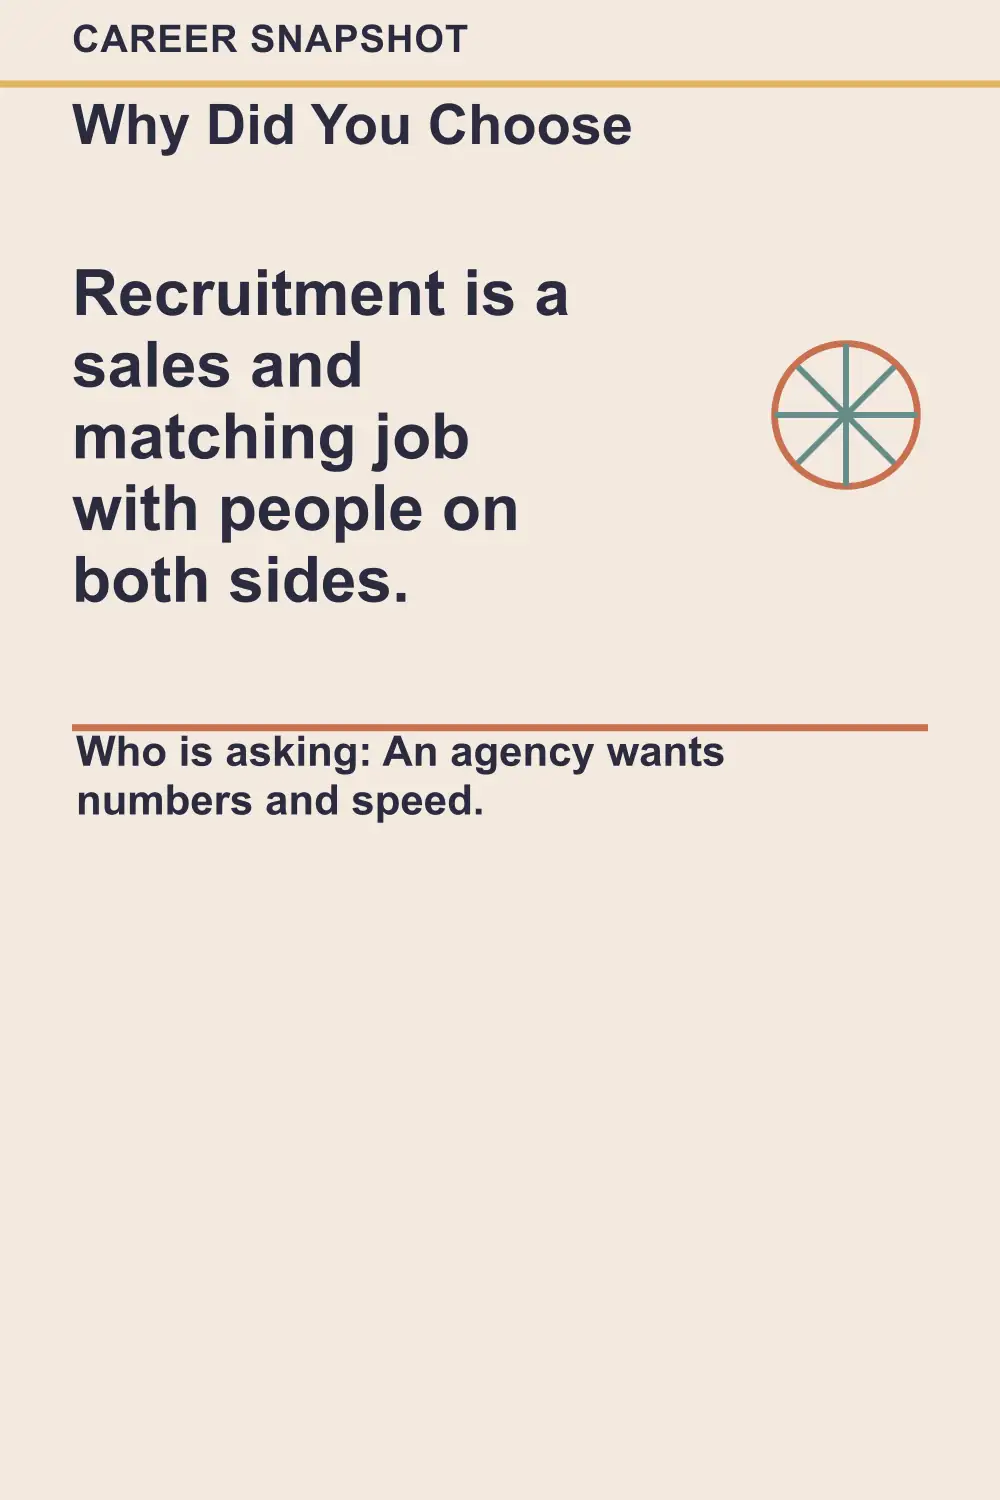 CAREER SNAPSHOT
Why Did You Choose
Recruitment is a
sales and
matching job
with people on
both sides.
Who is asking: An agency wants
numbers and speed.